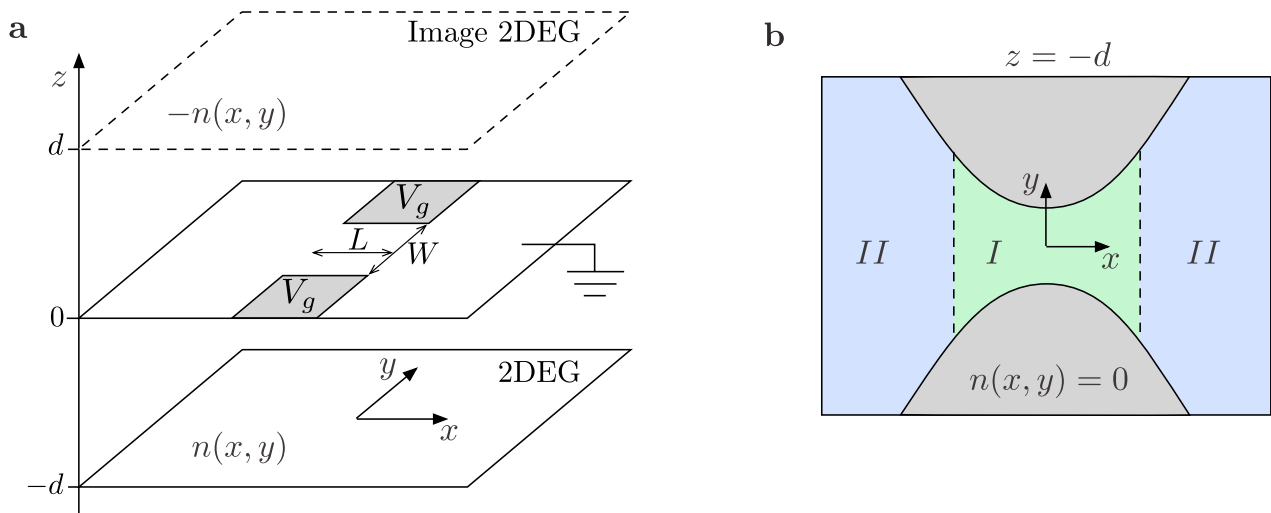 a
Image 2DEG
z
−n(x, y)
d
V_g
L
W
V_g
0
y
2DEG
x
n(x, y)
−d
b
z = −d
y
II
I
x
II
n(x, y) = 0